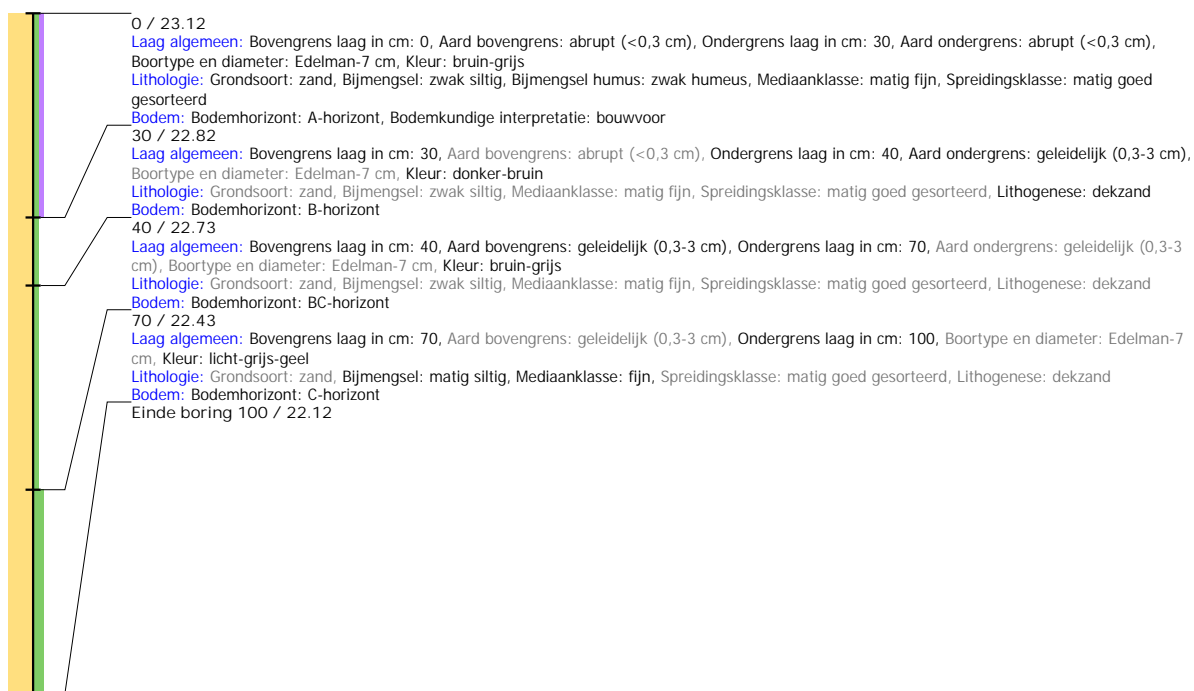 0 / 23.12
Laag algemeen: Bovengrens laag in cm: 0, Aard bovengrens: abrupt (<0,3 cm), Ondergrens laag in cm: 30, Aard ondergrens: abrupt (<0,3 cm),
Boortype en diameter: Edelman-7 cm, Kleur: bruin-grijs
Lithologie: Grondsoort: zand, Bijmengsel: zwak siltig, Bijmengsel humus: zwak humeus, Mediaanklasse: matig fijn, Spreidingsklasse: matig goed
gesorteerd
Bodem: Bodemhorizont: A-horizont, Bodemkundige interpretatie: bouwvoor
30 / 22.82
Laag algemeen: Bovengrens laag in cm: 30, Aard bovengrens: abrupt (<0,3 cm), Ondergrens laag in cm: 40, Aard ondergrens: geleidelijk (0,3-3 cm),
Boortype en diameter: Edelman-7 cm, Kleur: donker-bruin
Lithologie: Grondsoort: zand, Bijmengsel: zwak siltig, Mediaanklasse: matig fijn, Spreidingsklasse: matig goed gesorteerd, Lithogenese: dekzand
Bodem: Bodemhorizont: B-horizont
40 / 22.73
Laag algemeen: Bovengrens laag in cm: 40, Aard bovengrens: geleidelijk (0,3-3 cm), Ondergrens laag in cm: 70, Aard ondergrens: geleidelijk (0,3-3
cm), Boortype en diameter: Edelman-7 cm, Kleur: bruin-grijs
Lithologie: Grondsoort: zand, Bijmengsel: zwak siltig, Mediaanklasse: matig fijn, Spreidingsklasse: matig goed gesorteerd, Lithogenese: dekzand
Bodem: Bodemhorizont: BC-horizont
70 / 22.43
Laag algemeen: Bovengrens laag in cm: 70, Aard bovengrens: geleidelijk (0,3-3 cm), Ondergrens laag in cm: 100, Boortype en diameter: Edelman-7
cm, Kleur: licht-grijs-geel
Lithologie: Grondsoort: zand, Bijmengsel: matig siltig, Mediaanklasse: fijn, Spreidingsklasse: matig goed gesorteerd, Lithogenese: dekzand
Bodem: Bodemhorizont: C-horizont
Einde boring 100 / 22.12